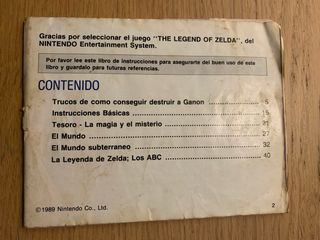 Gracias por seleccionar el juego "THE LEGEND OF ZELDA", del
NINTENDO Entertainment System.
Por favor lee este libro de instrucciones para asegurarte del buen uso de este
libro y guardalo para futuras referencias.
CONTENIDO
Trucos de como conseguir destruir a Ganon 5
Instrucciones Básicas 15
Tesoro - La magia y el misterio 21
El Mundo 27
El Mundo subterraneo 32
La Leyenda de Zelda; Los ABC 40
©1989 Nintendo Co., Ltd.
2